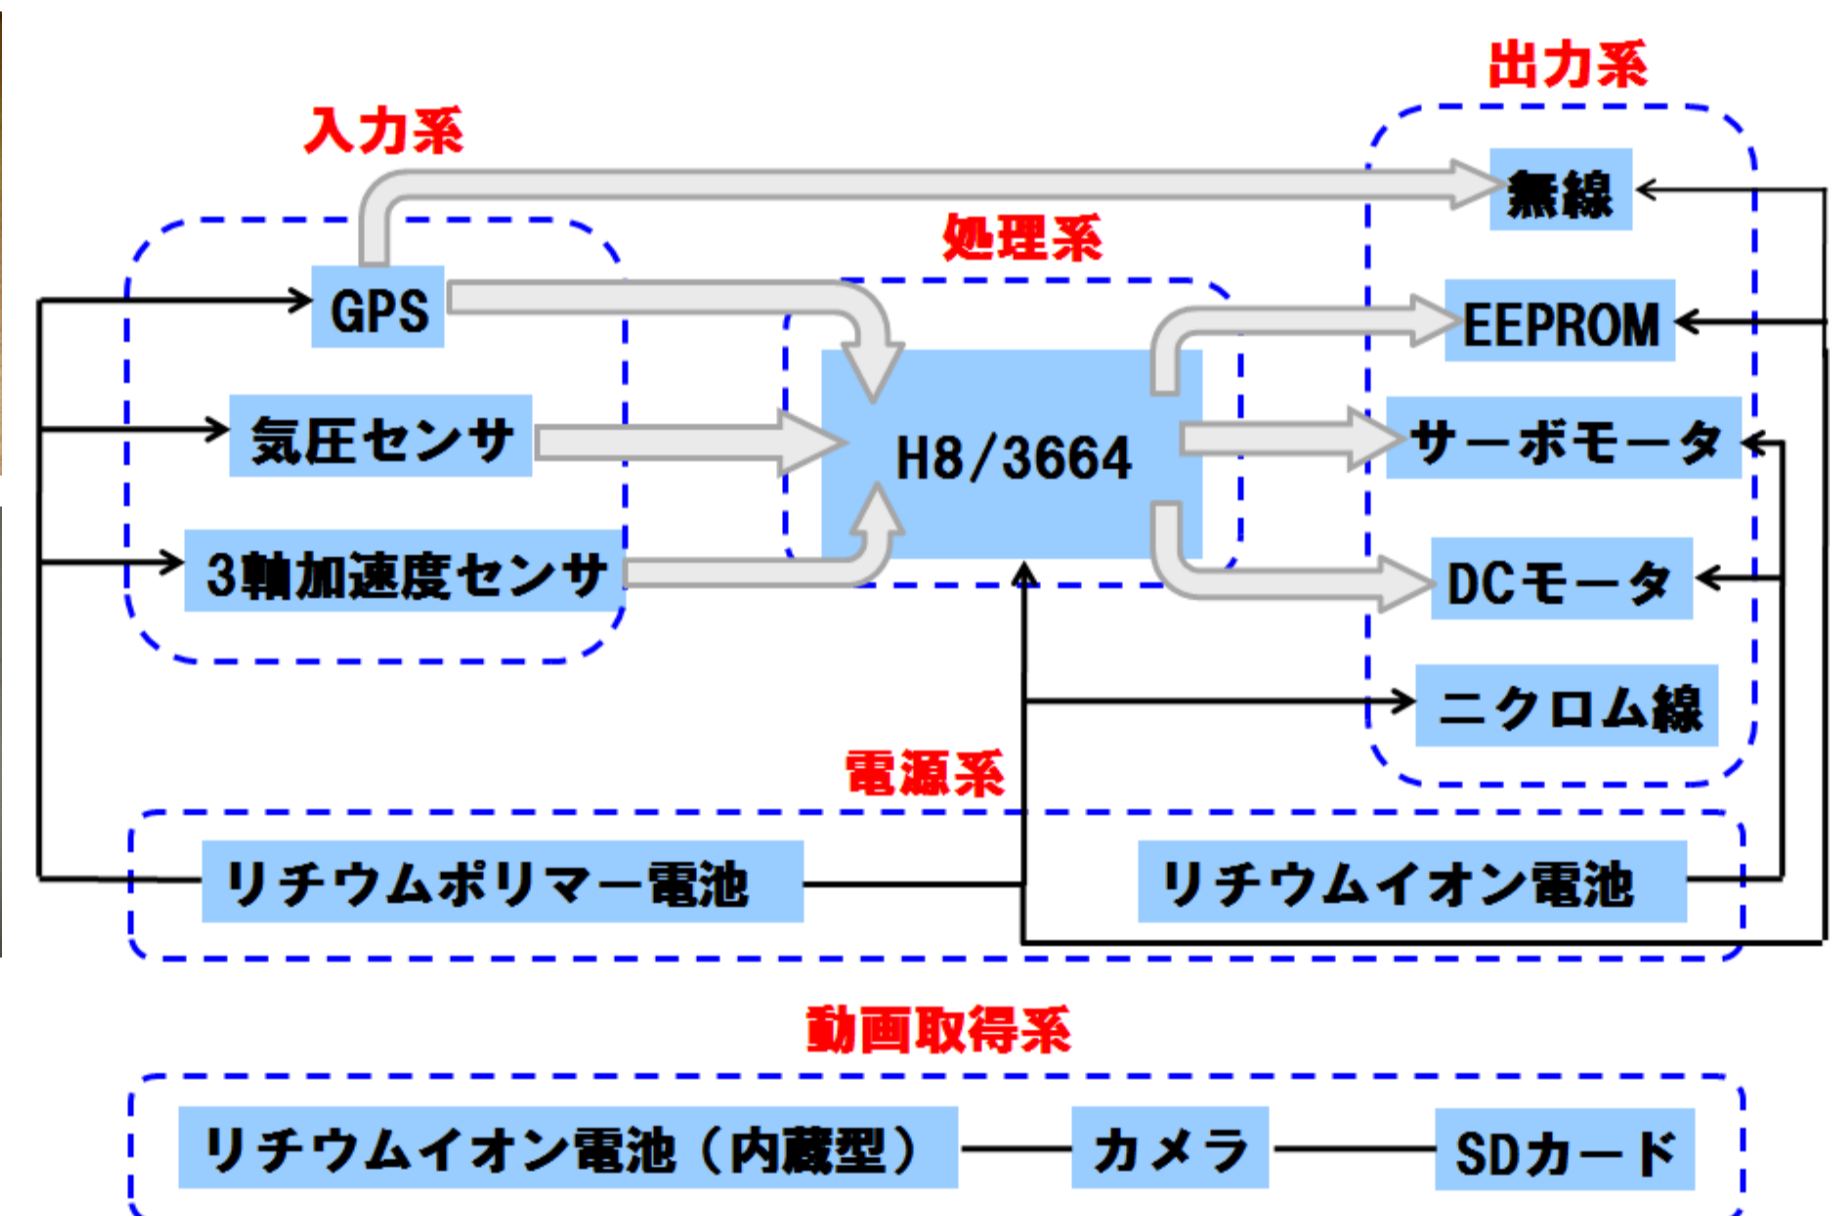 出力系
入力系
無線
処理系
GPS
EEPROM
気圧センサ
H8/3664
サーボモータ
3軸加速度センサ
DCモータ
ニクロム線
電源系
リチウムポリマー電池
リチウムイオン電池
動画取得系
リチウムイオン電池（内蔵型）
カメラ
SDカード